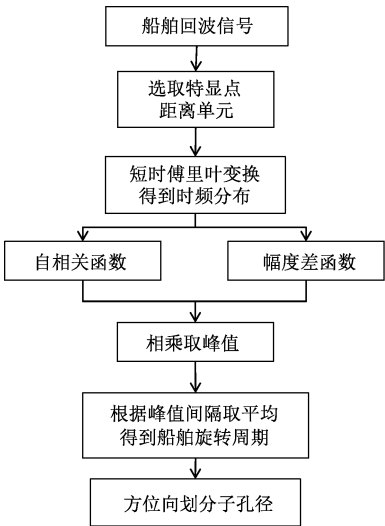 船舶回波信号
选取特显点
距离单元
短时傅里叶变换
得到时频分布
自相关函数
幅度差函数
相乘取峰值
根据峰值间隔取平均
得到船舶旋转周期
方位向划分子孔径